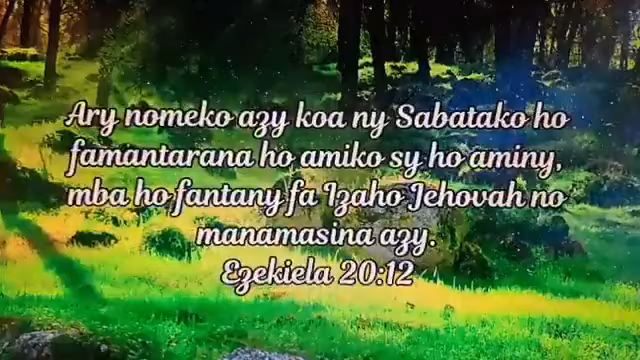 Ary nomeko azy koa ny Sabatako ho
famantarana ho amiko sy ho aminy,
mba ho fantany fa Izaho Jehovah no
manamasina azy.
Ezekiela 20:12